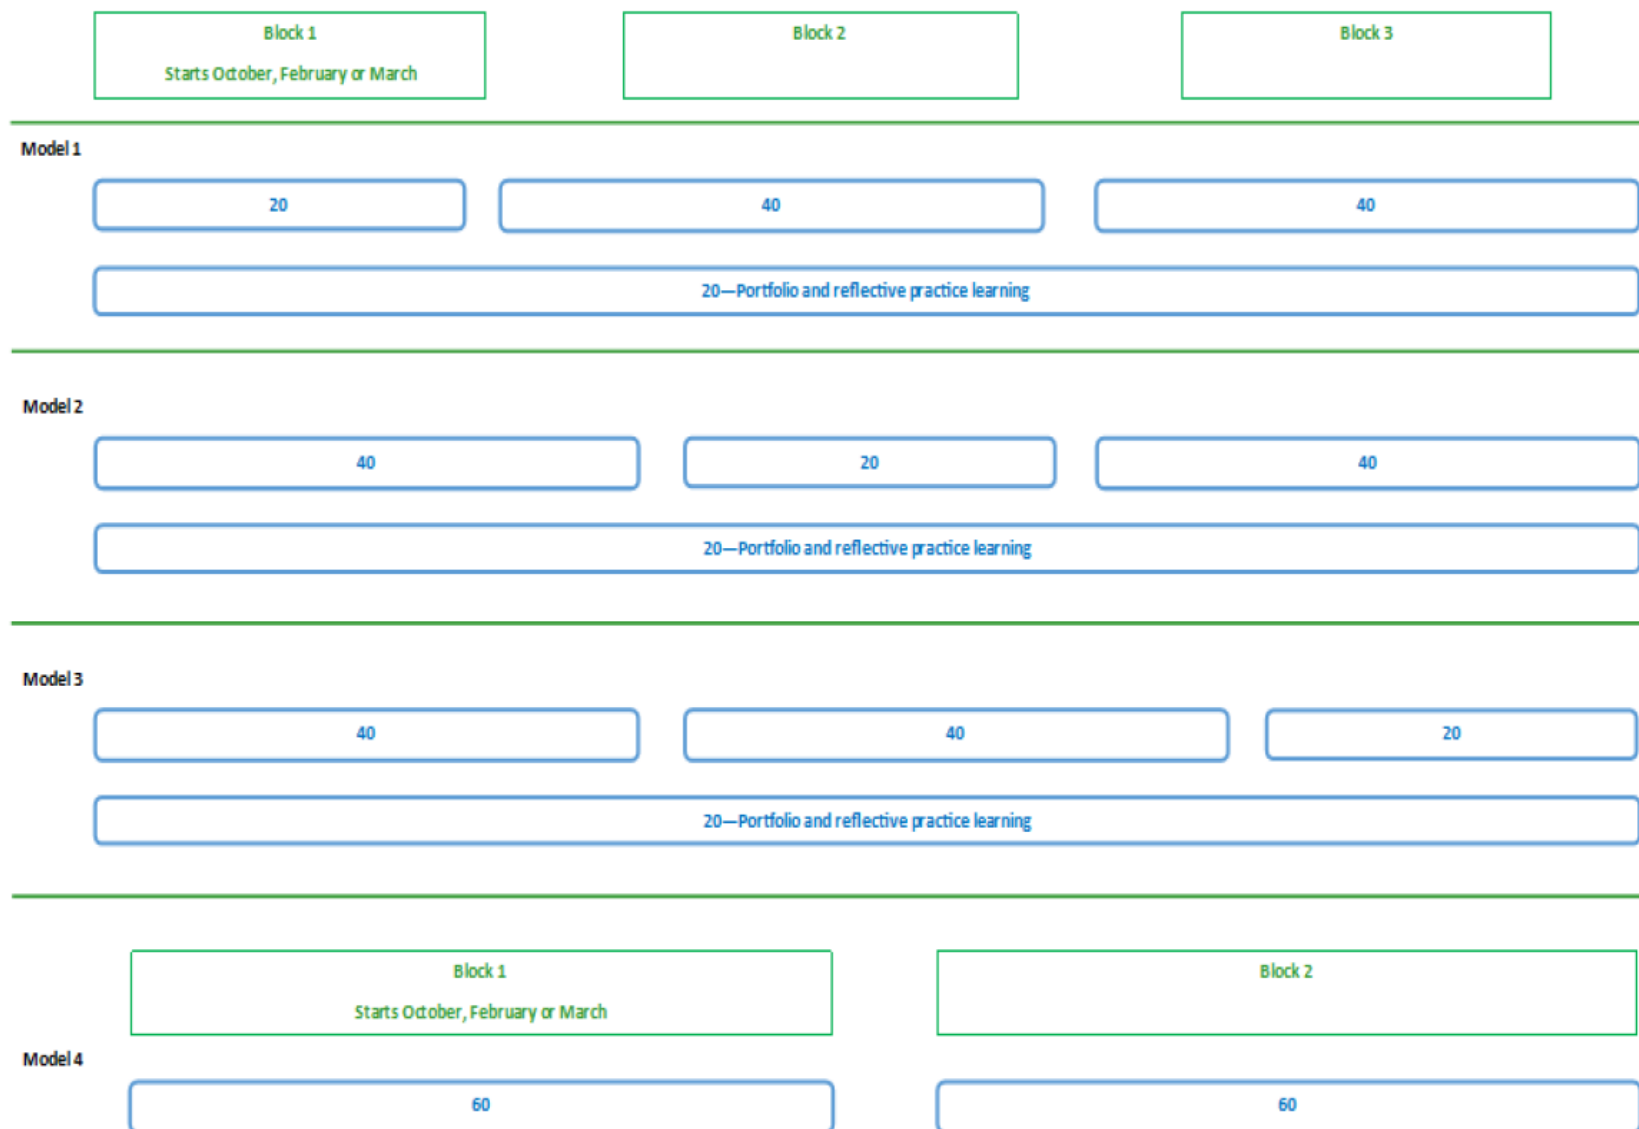 Block 1
Starts October, February or March
Block 2
Block 3
Model 1
20
40
40
20—Portfolio and reflective practice learning
Model 2
40
20
40
20—Portfolio and reflective practice learning
Model 3
40
40
20
20—Portfolio and reflective practice learning
Block 1
Starts October, February or March
Block 2
Model 4
60
60